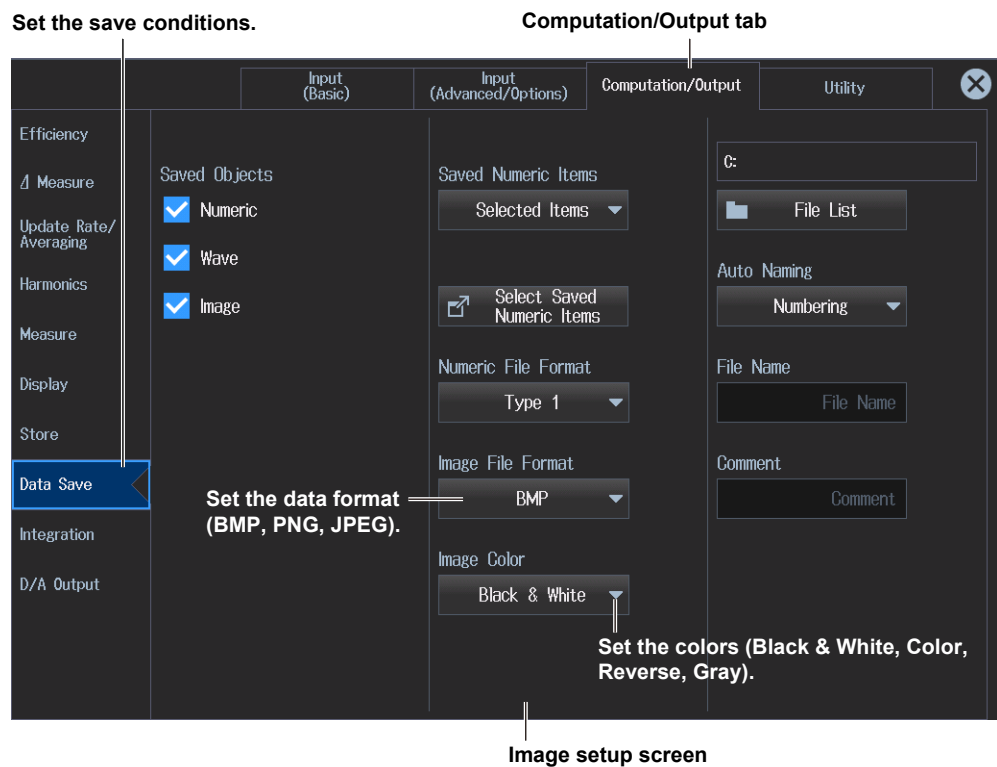 Set the save conditions.
Computation/Output tab
Input
(Basic)
Input
(Advanced/Options)
Computation/Output
Utility
Efficiency
⊿ Measure
Update Rate/
Averaging
Harmonics
Measure
Display
Store
Data Save
Integration
D/A Output
Saved Objects
Numeric
Wave
Image
Saved Numeric Items
Selected Items
Select Saved
Numeric Items
Numeric File Format
Type 1
Image File Format
BMP
Set the data format
(BMP, PNG, JPEG).
Image Color
Black & White
Set the colors (Black & White, Color,
Reverse, Gray).
C:
File List
Auto Naming
Numbering
File Name
File Name
Comment
Comment
Image setup screen